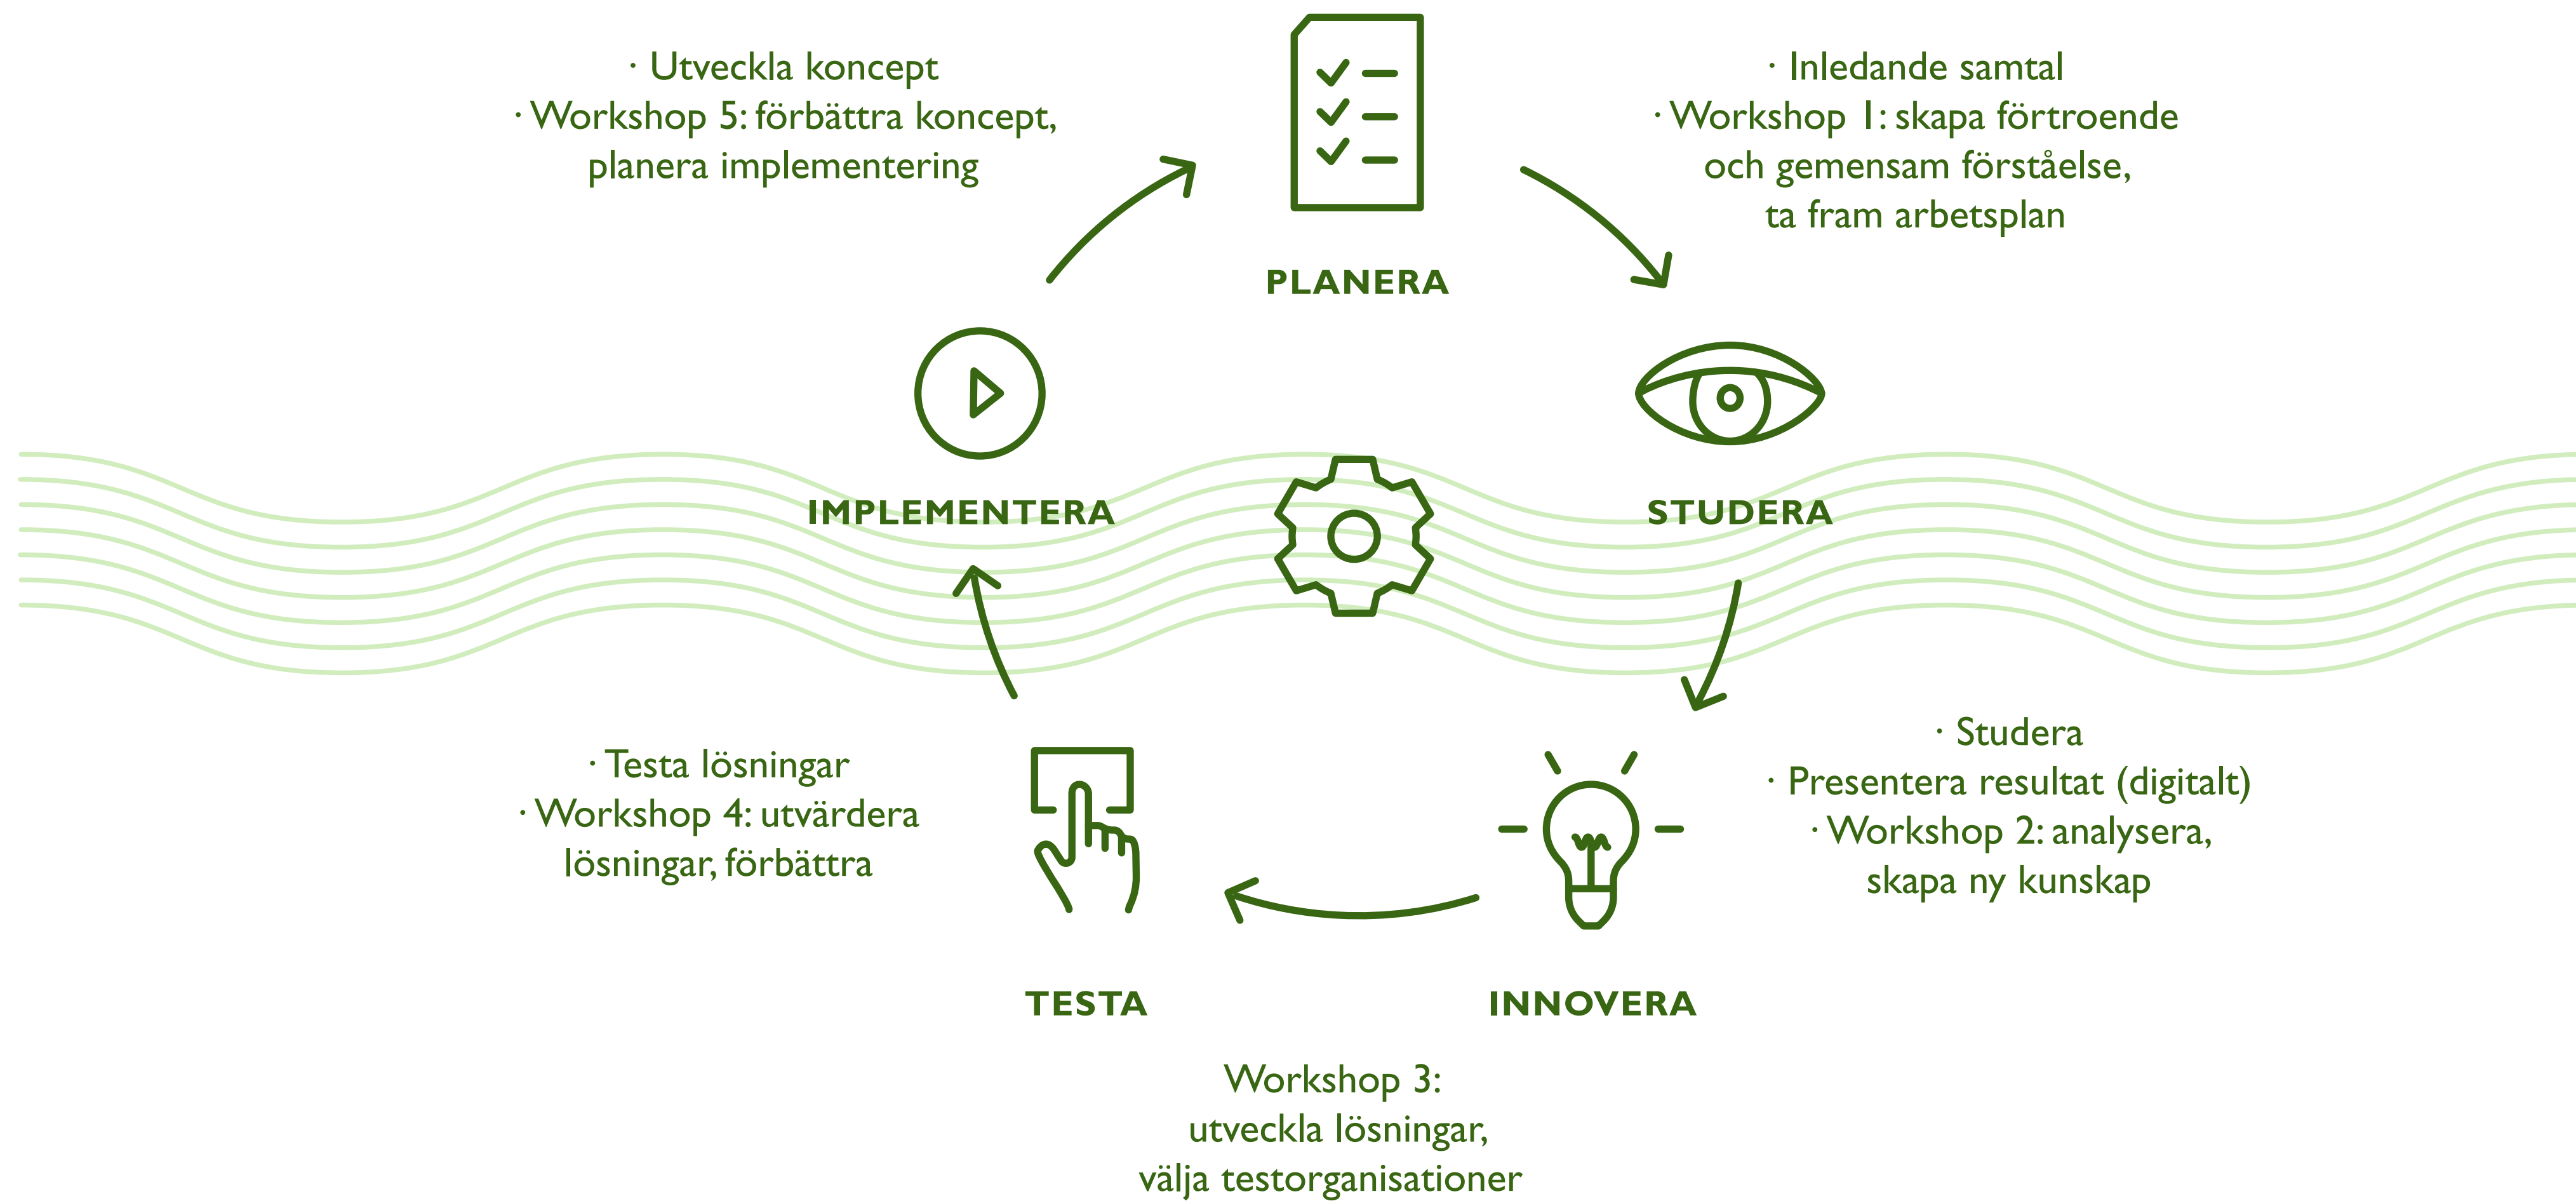 · Utveckla koncept
· Workshop 5: förbättra koncept,
planera implementering
PLANERA
· Inledande samtal
· Workshop 1: skapa förtroende
och gemensam förståelse,
ta fram arbetsplan
IMPLEMENTERA
STUDERA
· Testa lösningar
· Workshop 4: utvärdera
lösningar, förbättra
· Studera
· Presentera resultat (digitalt)
· Workshop 2: analysera,
skapa ny kunskap
TESTA
INNOVERA
Workshop 3:
utveckla lösningar,
välja testorganisationer